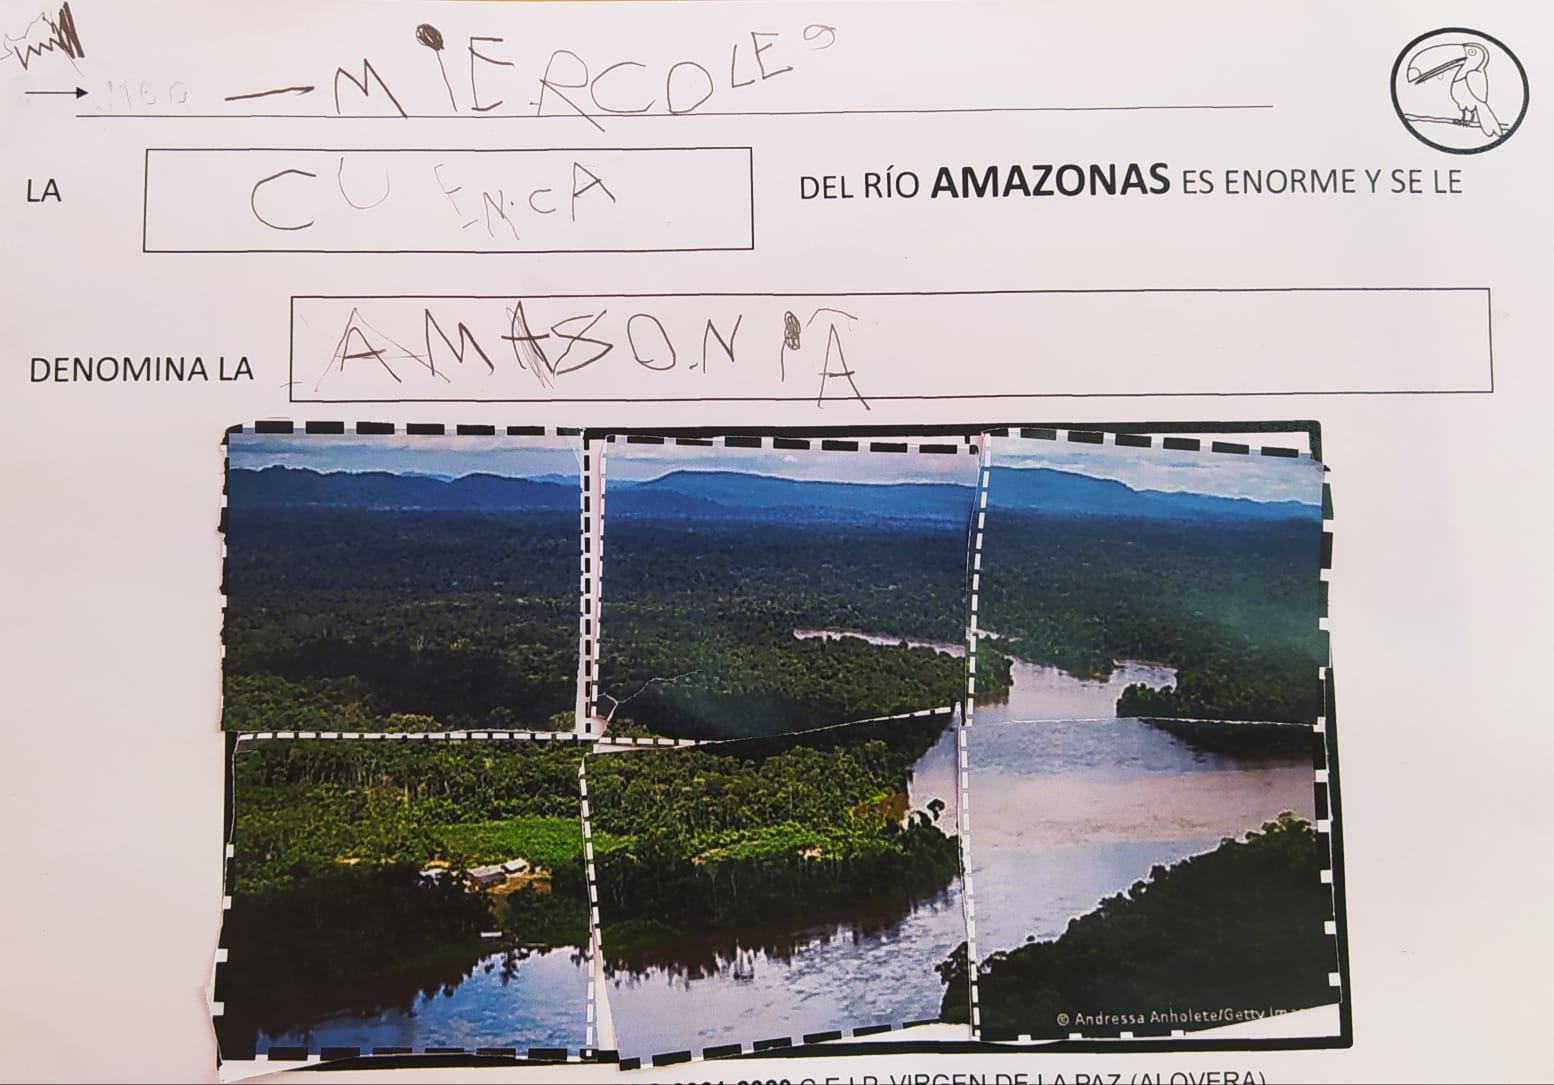 MIERCOLES
LA CUENCA DEL RÍO AMAZONAS ES ENORME Y SE LE
DENOMINA LA AMASONIA
© Andressa Anholete/Getty
C.E.I.P. VIRGEN DE LA PAZ (ALOVERA)